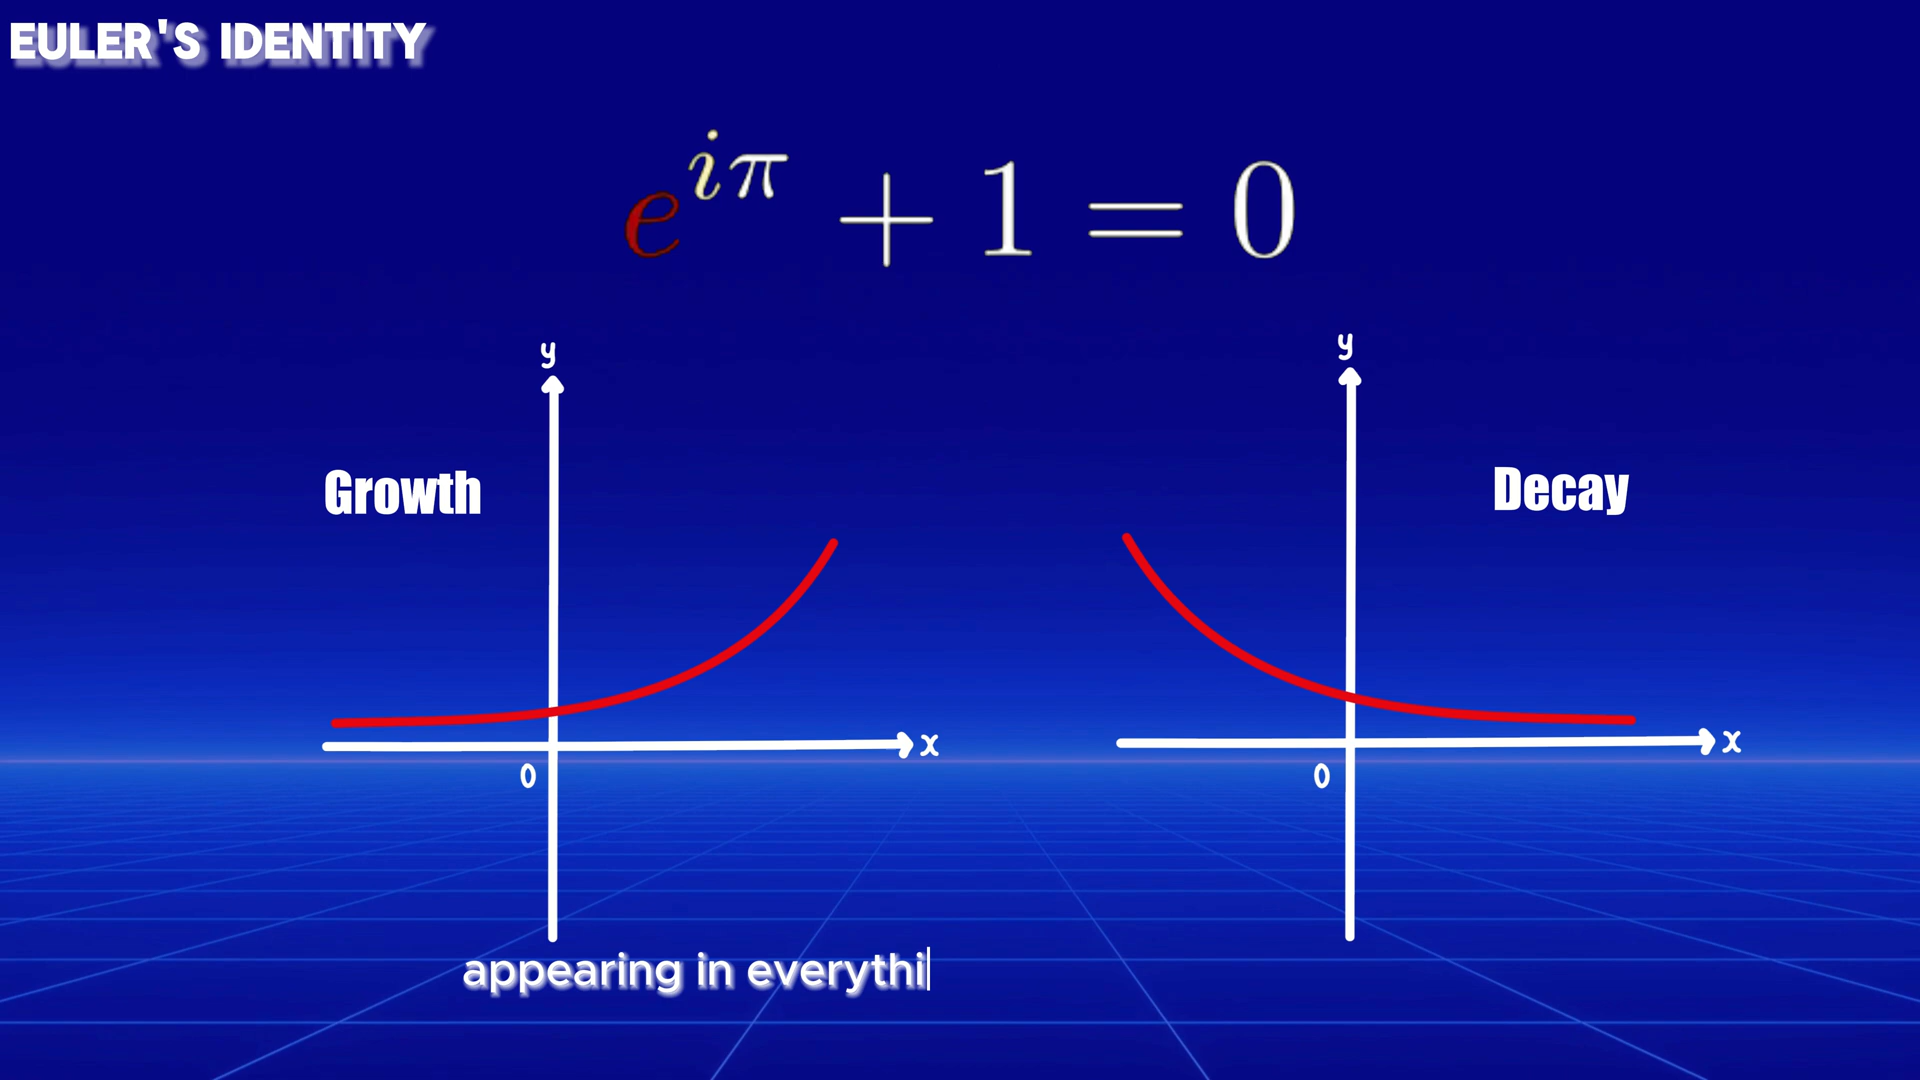 EULER'S IDENTITY
e^{iπ} + 1 = 0
y
y
Growth
Decay
x
x
0
0
appearing in everythi